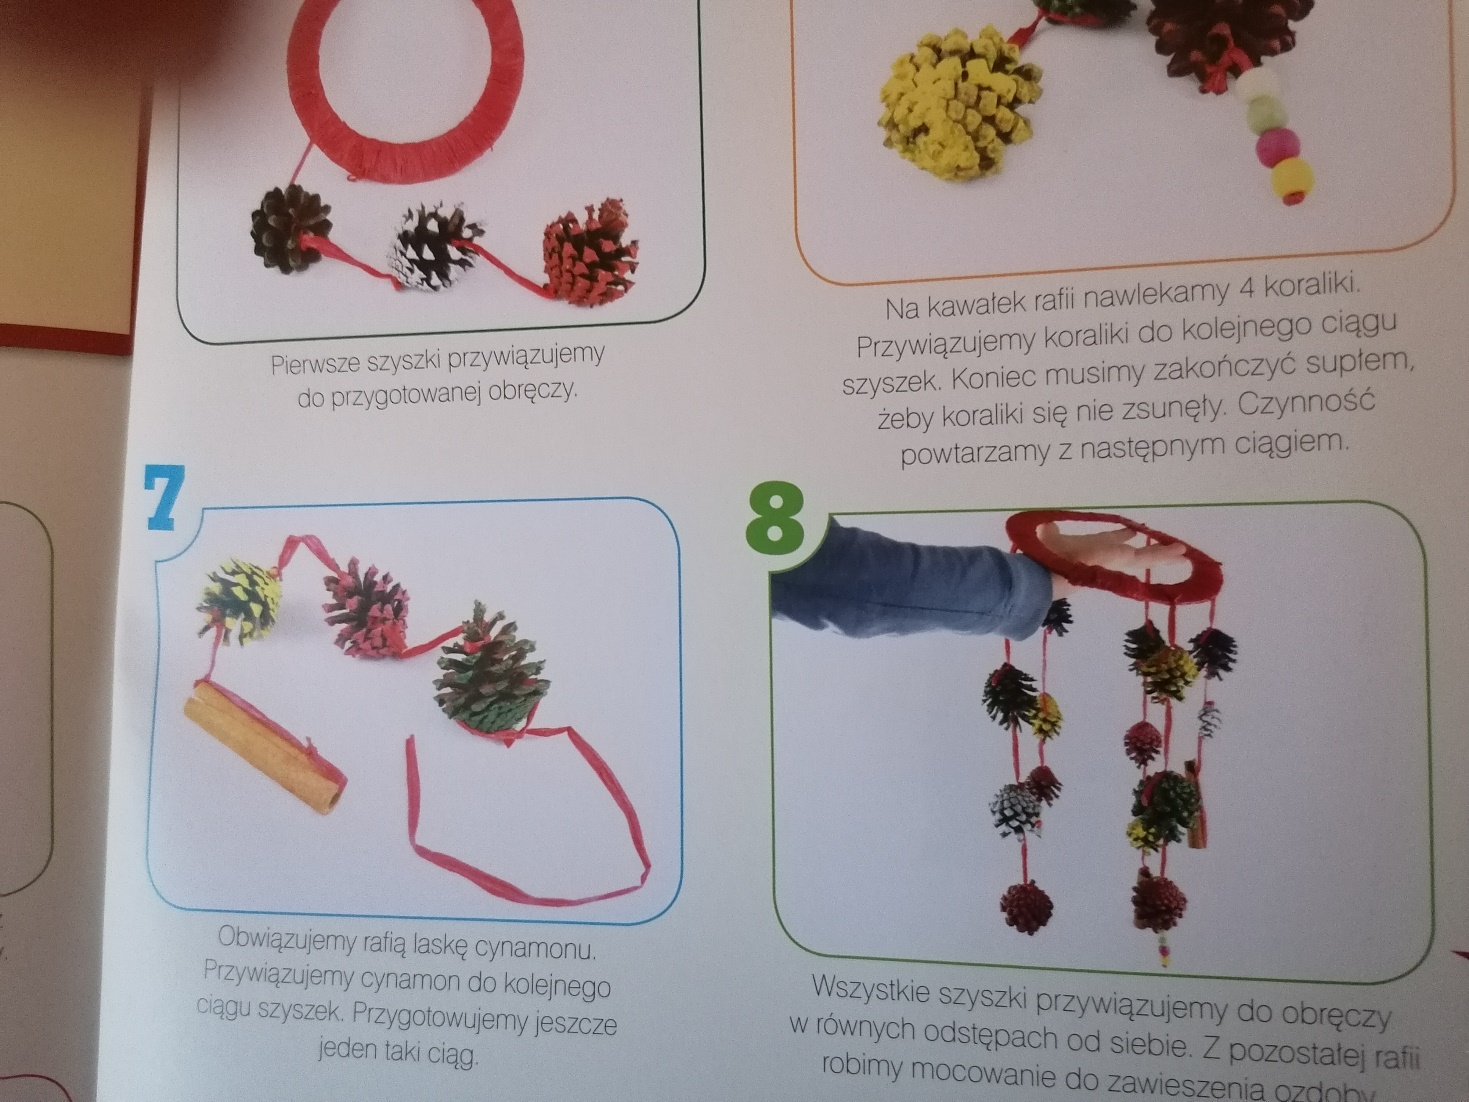 Pierwsze szyszki przywiązujemy
do przygotowanej obręczy.
Na kawałek rafii nawlekamy 4 koraliki.
Przywiązujemy koraliki do kolejnego ciągu
szyszek. Koniec musimy zakończyć supłem,
żeby koraliki się nie zsunęły. Czynność
powtarzamy z następnym ciągiem.
7
Obwiązujemy rafią laskę cynamonu.
Przywiązujemy cynamon do kolejnego
ciągu szyszek. Przygotowujemy jeszcze
jeden taki ciąg.
8
Wszystkie szyszki przywiązujemy do obręczy
w równych odstępach od siebie. Z pozostałej rafii
robimy mocowanie do zawieszenia ozdoby